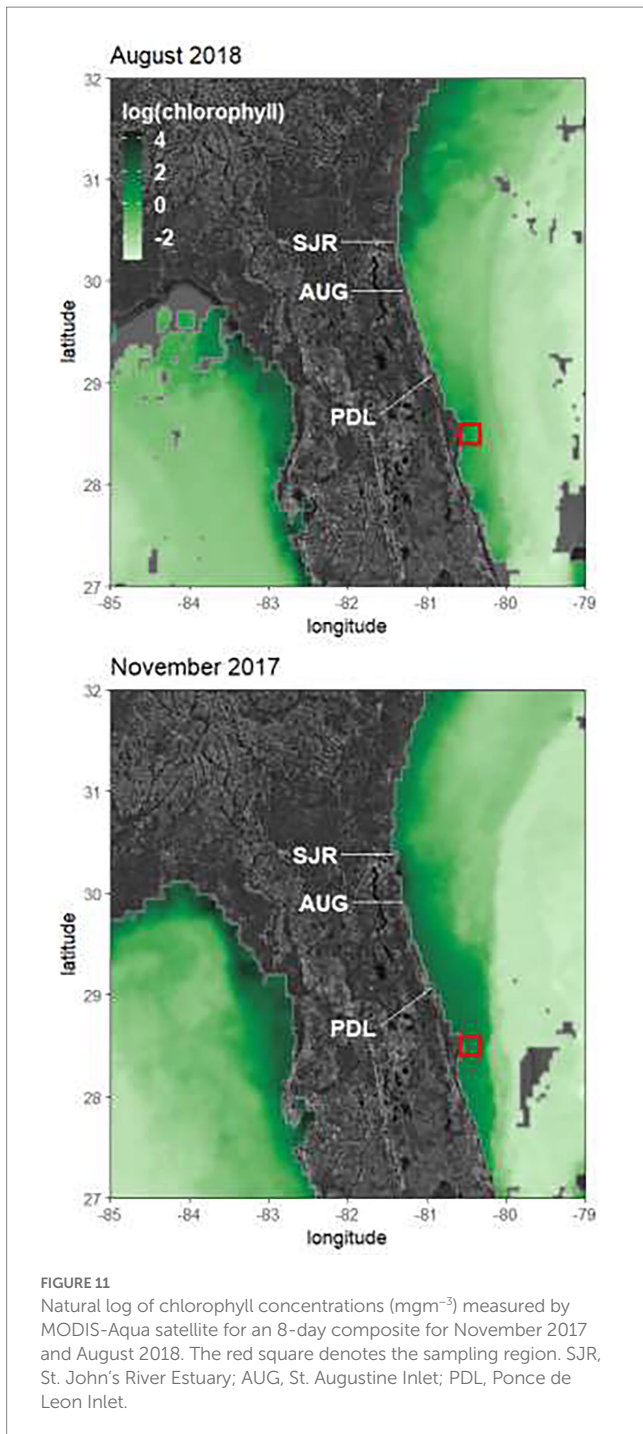 August 2018
32
log(chlorophyll)
4
2
0
-2
31
SJR
30
AUG
latitude
29
PDL
28
27
-85 -84 -83 -82 -81 -80 -79
longitude
November 2017
32
31
SJR
30
AUG
latitude
29
PDL
28
27
-85 -84 -83 -82 -81 -80 -79
longitude
FIGURE 11
Natural log of chlorophyll concentrations (mgm⁻³) measured by
MODIS-Aqua satellite for an 8-day composite for November 2017
and August 2018. The red square denotes the sampling region. SJR,
St. John's River Estuary; AUG, St. Augustine Inlet; PDL, Ponce de
Leon Inlet.